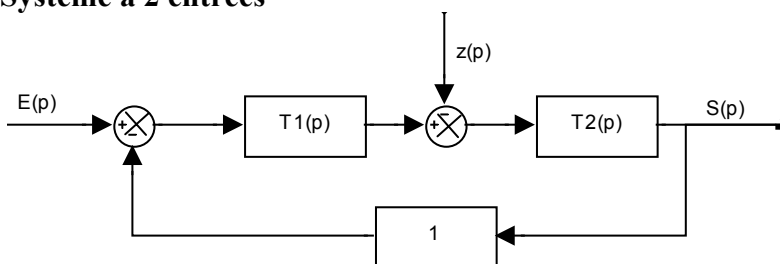 Système à 2 entrées
z(p)
E(p)
+
-
T1(p)
+
-
T2(p)
S(p)
1